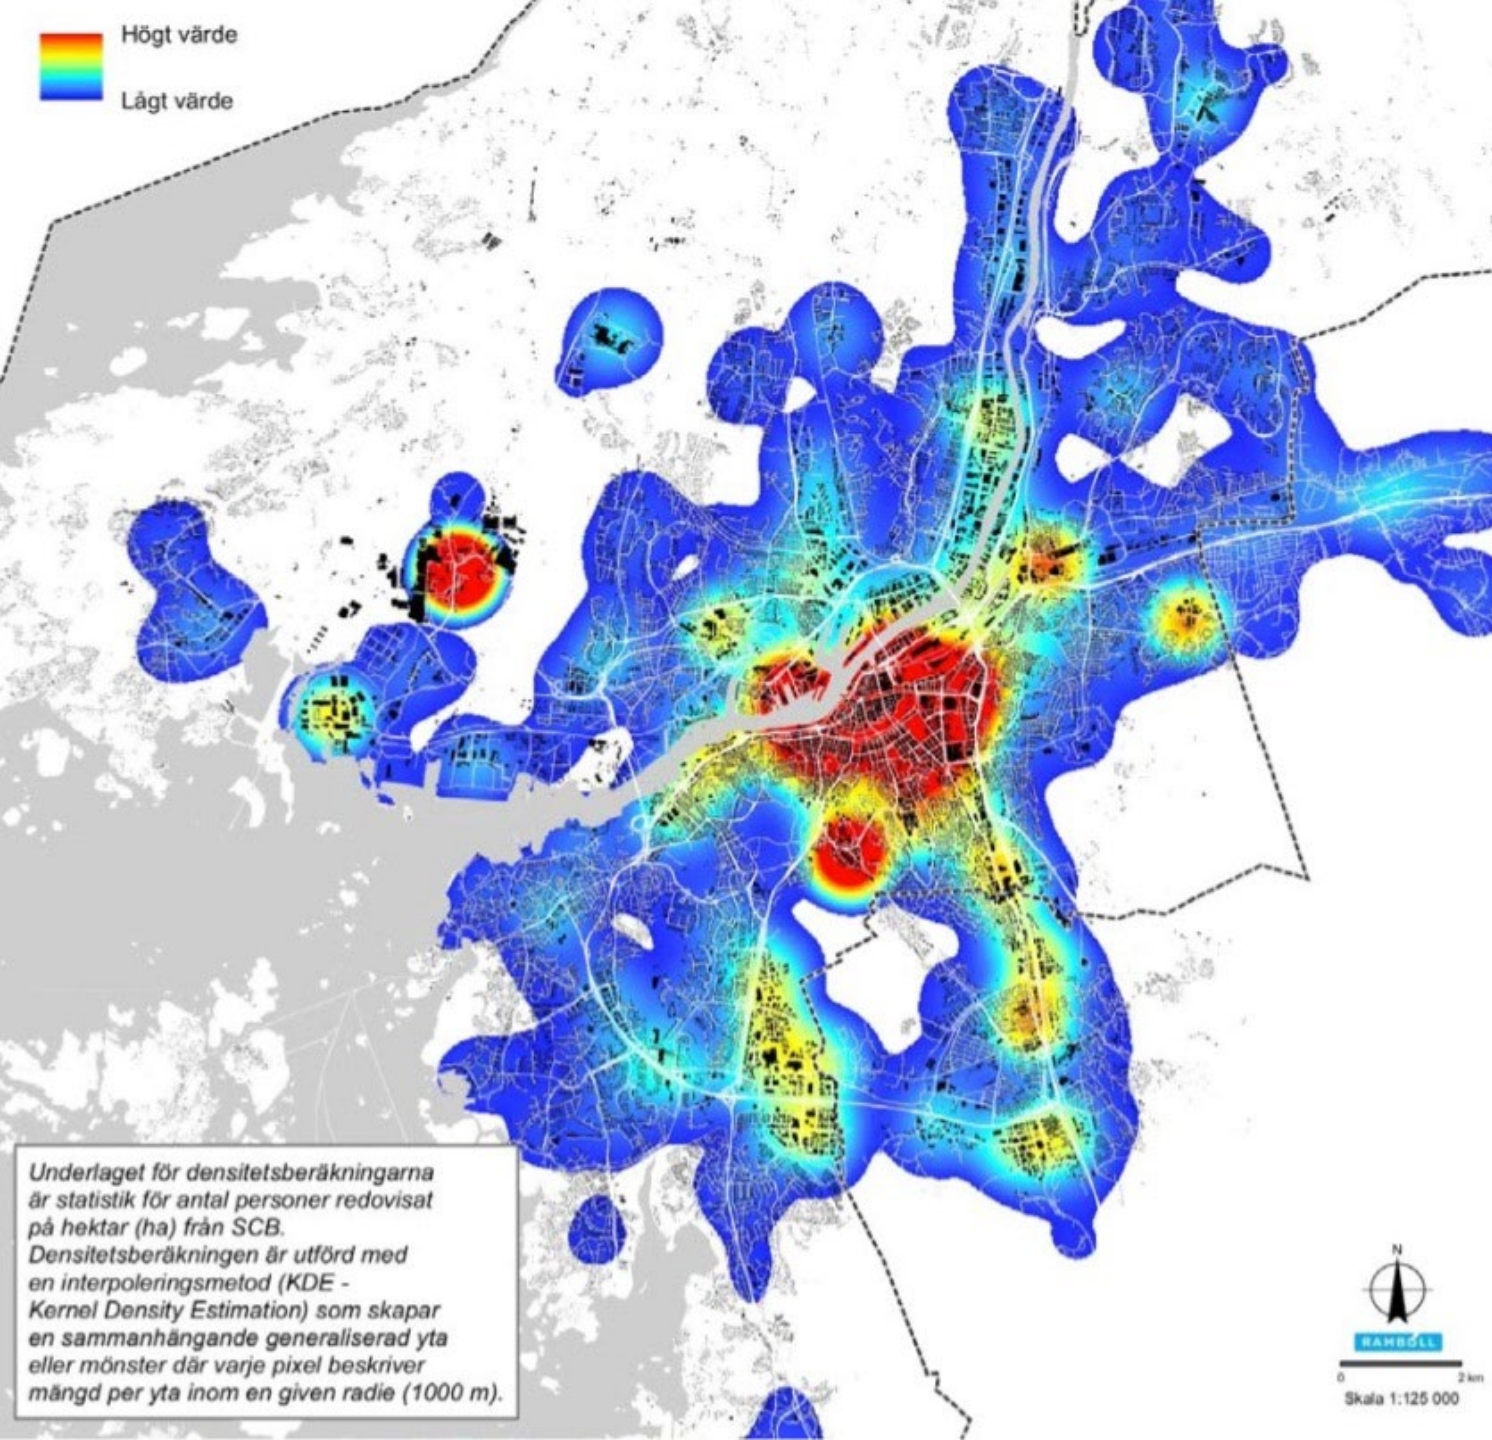 Högt värde
Lågt värde
Underlaget för densitetsberäkningarna
är statistik för antal personer redovisat
på hektar (ha) från SCB.
Densitetsberäkningen är utförd med
en interpoleringsmetod (KDE -
Kernel Density Estimation) som skapar
en sammanhängande generaliserad yta
eller mönster där varje pixel beskriver
mängd per yta inom en given radie (1000 m).
N
RAMBOLL
0 2 km
Skala 1:125 000